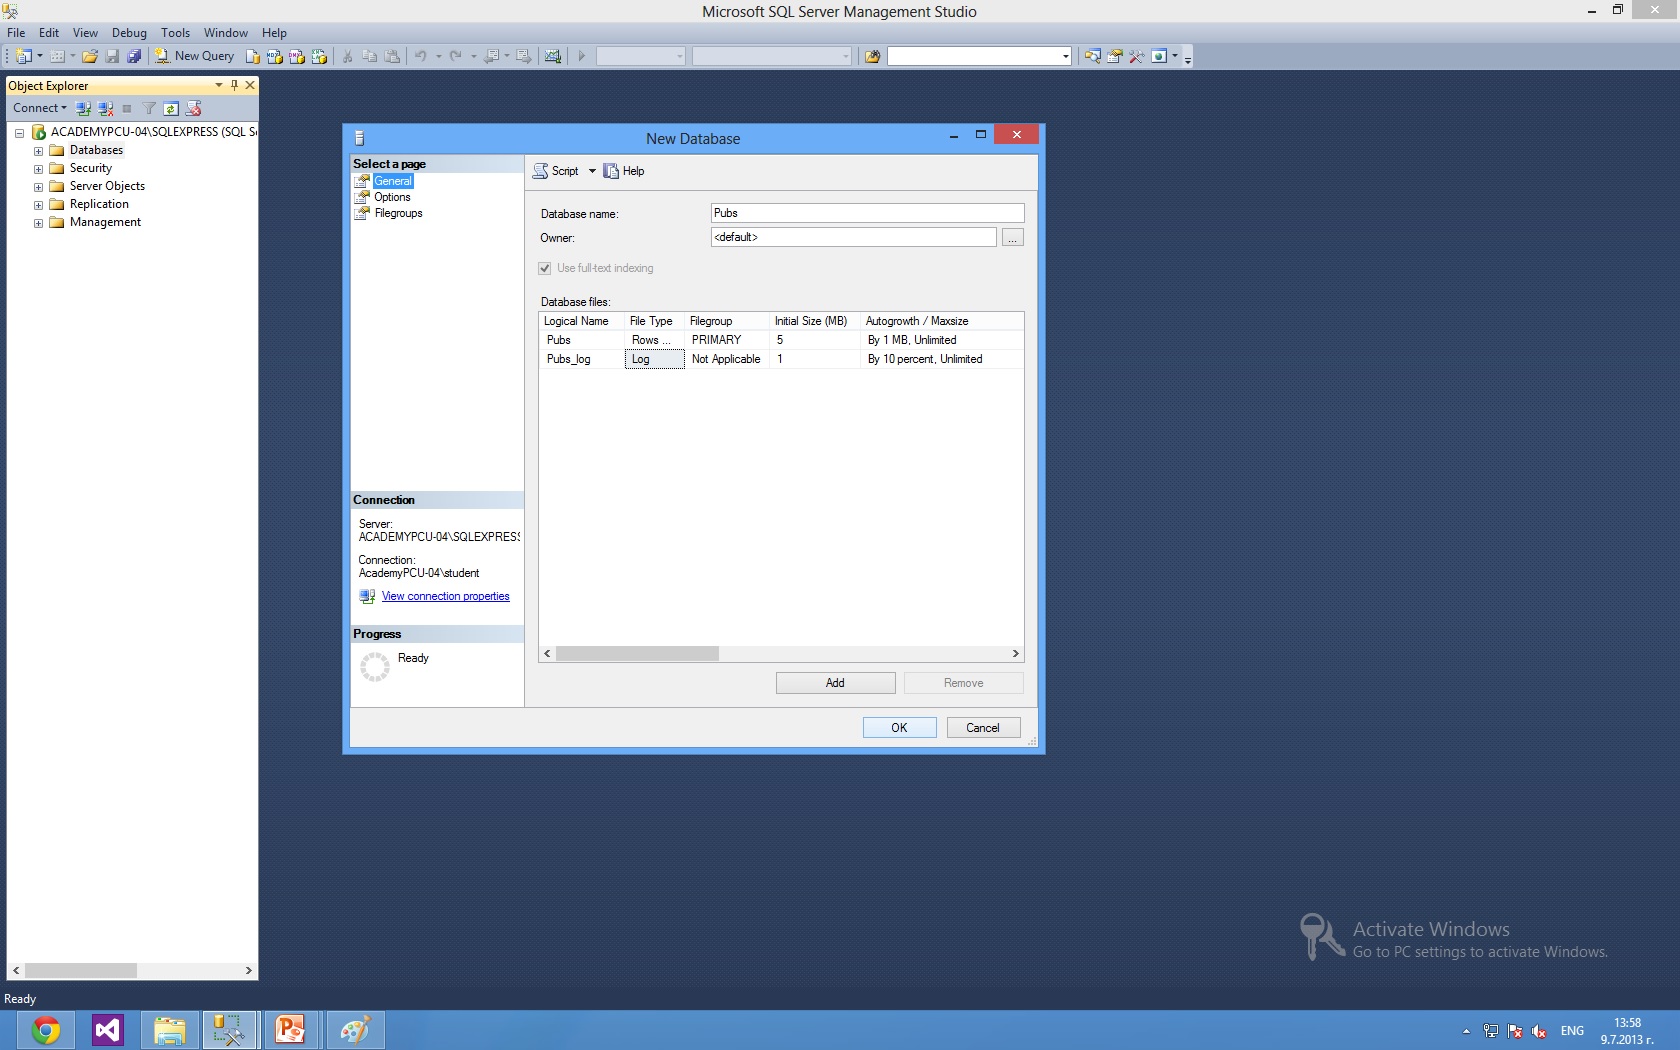 Microsoft SQL Server Management Studio
File Edit View Debug Tools Window Help
New Query
Object Explorer
Connect
ACADEMYPCU-04\SQLEXPRESS (SQL Se
Databases
Security
Server Objects
Replication
Management
New Database
Select a page
General
Options
Filegroups
Script Help
Database name: Pubs
Owner: <default> ...
Use full-text indexing
Database files:
Logical Name File Type Filegroup Initial Size (MB) Autogrowth / Maxsize
Pubs Rows ... PRIMARY 5 By 1 MB, Unlimited
Pubs_log Log Not Applicable 1 By 10 percent, Unlimited
Connection
Server:
ACADEMYPCU-04\SQLEXPRESS
Connection:
AcademyPCU-04\student
View connection properties
Progress
Ready
Add Remove
OK Cancel
Activate Windows
Go to PC settings to activate Windows.
Ready
ENG
13:58
9.7.2013 г.